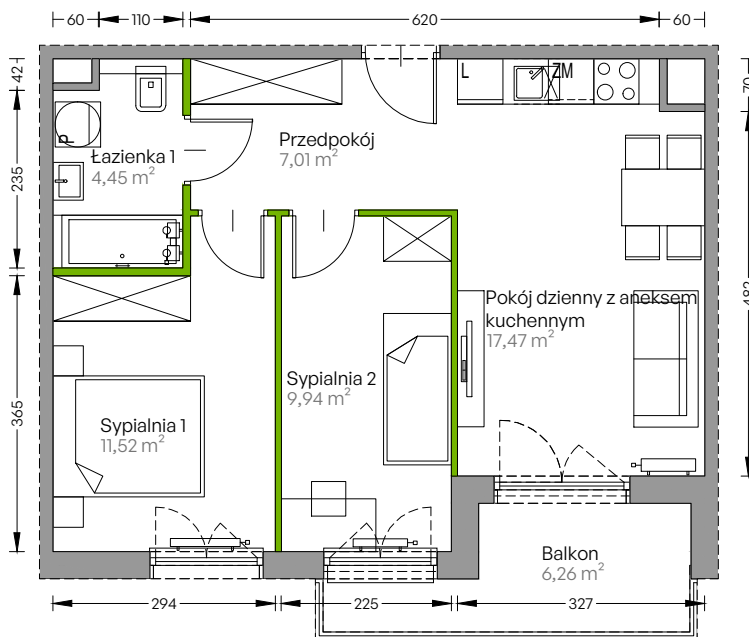 60
110
620
60
42
70
L
ZM
P
Przedpokój
7,01 m²
Łazienka 1
4,45 m²
235
482
Pokój dzienny z aneksem
kuchennym
17,47 m²
Sypialnia 2
9,94 m²
365
Sypialnia 1
11,52 m²
Balkon
6,26 m²
294
225
327